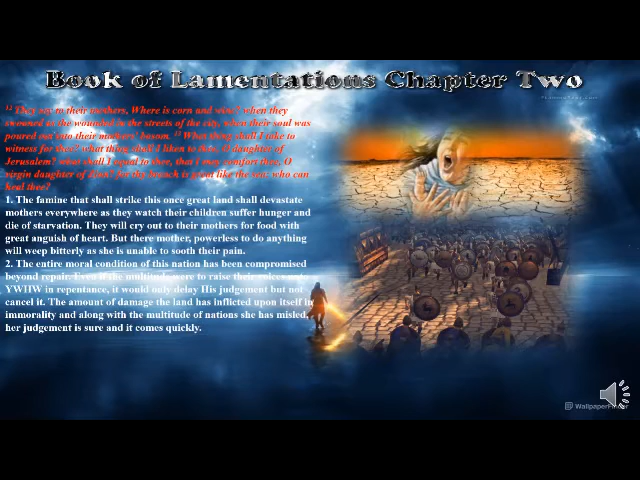 Book of Lamentations Chapter Two
12 They say to their mothers, Where is corn and wine? when they
swooned as the wounded in the streets of the city, when their soul was
poured out into their mothers' bosom. 13 What thing shall I take to
witness for thee? what thing shall I liken to thee, O daughter of
Jerusalem? what shall I equal to thee, that I may comfort thee, O
virgin daughter of Zion? for thy breach is great like the sea: who can
heal thee?
1. The famine that shall strike this once great land shall devastate
mothers everywhere as they watch their children suffer hunger and
die of starvation. They will cry out to their mothers for food with
great anguish of heart. But there mother, powerless to do anything
will weep bitterly as she is unable to sooth their pain.
2. The entire moral condition of this nation has been compromised
beyond repair. Even if the multitude were to raise their voices unto
YWHW in repentance, it would only delay His judgement but not
cancel it. The amount of damage the land has inflicted upon itself in
immorality and along with the multitude of nations she has misled,
her judgement is sure and it comes quickly.
WallpaperFinder